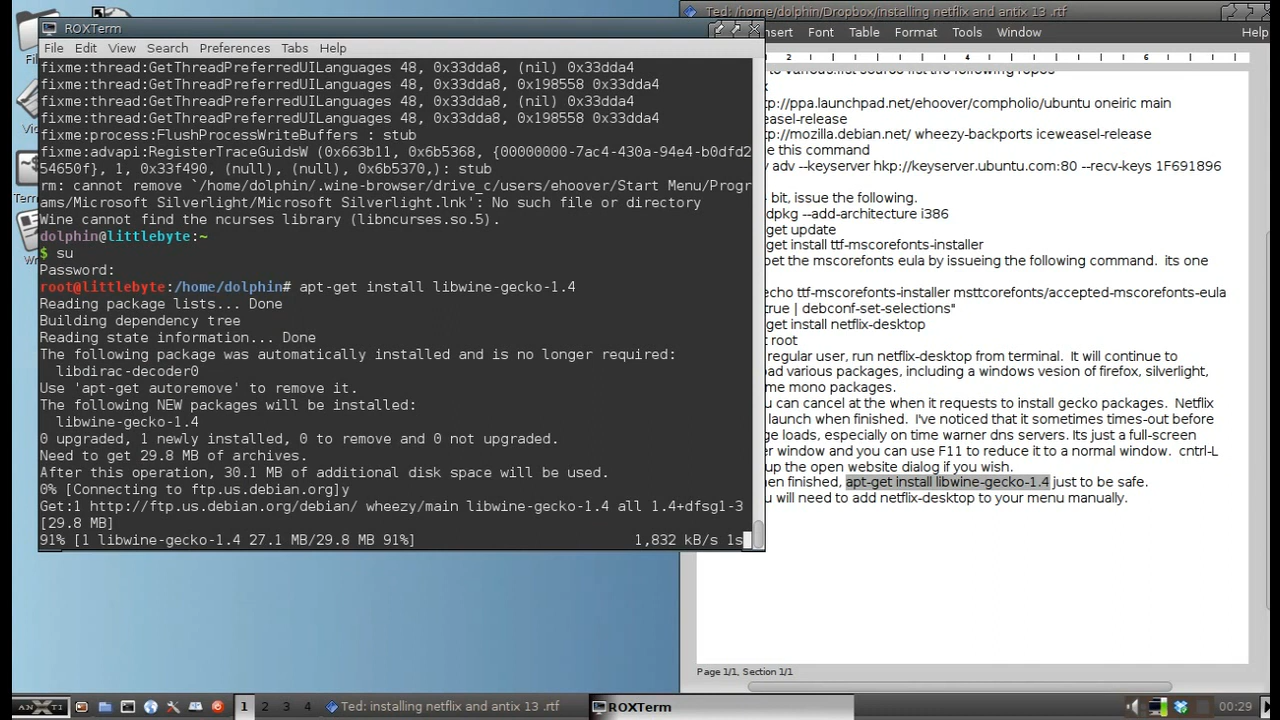 ROXTerm
File Edit View Search Preferences Tabs Help
fixme:thread:GetThreadPreferredUILanguages 48, 0x33dda8, (nil) 0x33dda4
fixme:thread:GetThreadPreferredUILanguages 48, 0x33dda8, 0x198558 0x33dda4
fixme:thread:GetThreadPreferredUILanguages 48, 0x33dda8, (nil) 0x33dda4
fixme:thread:GetThreadPreferredUILanguages 48, 0x33dda8, 0x198558 0x33dda4
fixme:process:FlushProcessWriteBuffers : stub
fixme:advapi:RegisterTraceGuidsW (0x663b11, 0x6b5368, {00000000-7ac4-430a-94e4-b0dfd2
54650f}, 1, 0x33f490, (null), (null), 0x6b5370,): stub
rm: cannot remove `/home/dolphin/.wine-browser/drive_c/users/ehoover/Start Menu/Progr
ams/Microsoft Silverlight/Microsoft Silverlight.lnk': No such file or directory
Wine cannot find the ncurses library (libncurses.so.5).
dolphin@littlebyte:~
$ su
Password:
root@littlebyte:/home/dolphin# apt-get install libwine-gecko-1.4
Reading package lists... Done
Building dependency tree
Reading state information... Done
The following package was automatically installed and is no longer required:
libdirac-decoder0
Use 'apt-get autoremove' to remove it.
The following NEW packages will be installed:
libwine-gecko-1.4
0 upgraded, 1 newly installed, 0 to remove and 0 not upgraded.
Need to get 29.8 MB of archives.
After this operation, 30.1 MB of additional disk space will be used.
0% [Connecting to ftp.us.debian.org]y
Get:1 http://ftp.us.debian.org/debian/ wheezy/main libwine-gecko-1.4 all 1.4+dfsg1-3
[29.8 MB]
91% [1 libwine-gecko-1.4 27.1 MB/29.8 MB 91%] 1,832 kB/s 1s
Ted: /home/dolphin/Dropbox/installing netflix and antix 13 .rtf
nsert Font Table Format Tools Window Help
2 6
to various.list source list the following repos
x
tp://ppa.launchpad.net/ehoover/compholio/ubuntu oneiric main
easel-release
tp://mozilla.debian.net/ wheezy-backports iceweasel-release
e this command
y adv --keyserver hkp://keyserver.ubuntu.com:80 --recv-keys 1F691896
- bit, issue the following.
dpkg --add-architecture i386
get update
get install ttf-mscorefonts-installer
pet the mscorefonts eula by issueing the following command. its one
echo ttf-mscorefonts-installer msttcorefonts/accepted-mscorefonts-eula
true | debconf-set-selections"
get install netflix-desktop
t root
regular user, run netflix-desktop from terminal. It will continue to
ad various packages, including a windows vesion of firefox, silverlight,
me mono packages.
u can cancel at the when it requests to install gecko packages. Netflix
launch when finished. I've noticed that it sometimes times-out before
ge loads, especially on time warner dns servers. Its just a full-screen
er window and you can use F11 to reduce it to a normal window. cntrl-L
up the open website dialog if you wish.
en finished, apt-get install libwine-gecko-1.4 just to be safe.
u will need to add netflix-desktop to your menu manually.
Page 1/1, Section 1/1
ANTiX 1 2 3 4 Ted: installing netflix and antix 13 .rtf ROXTerm 00:29